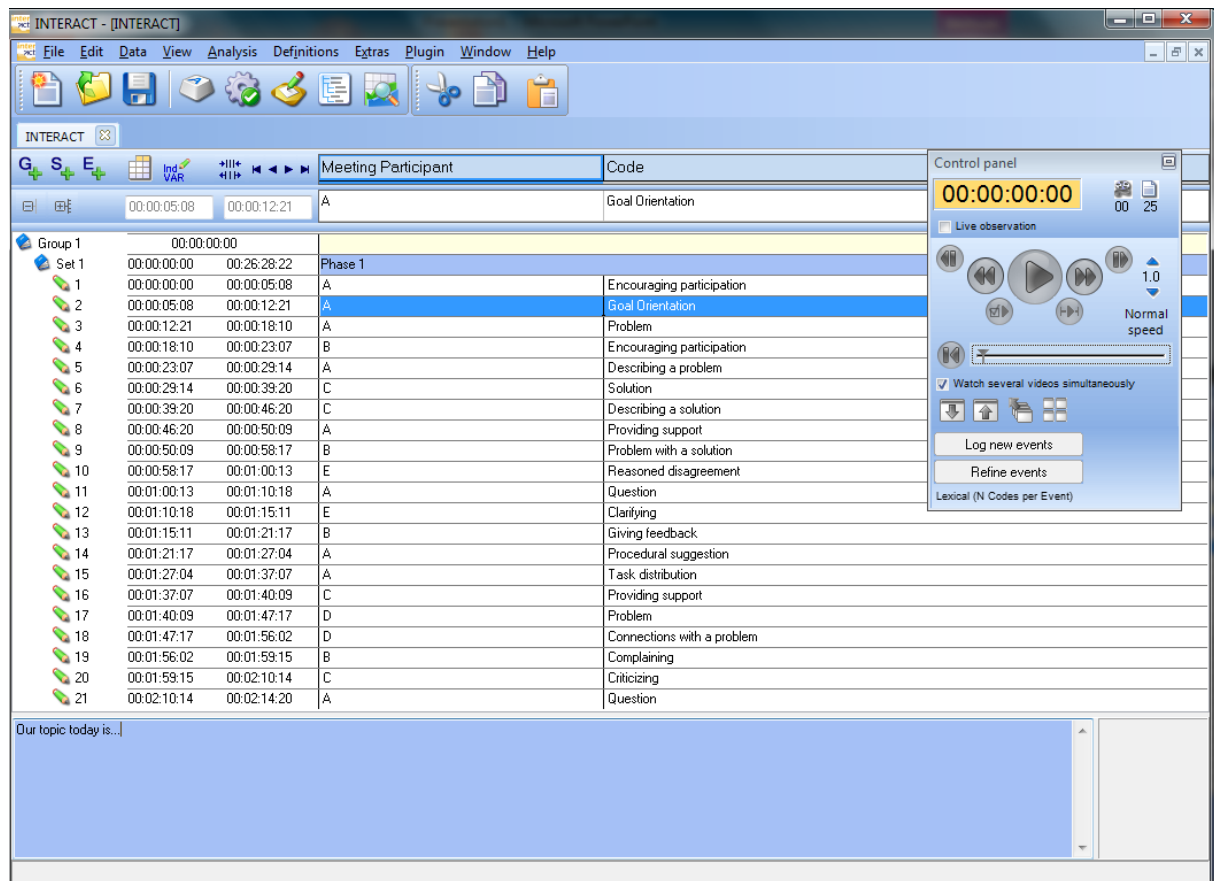 INTERACT - [INTERACT]
File Edit Data View Analysis Definitions Extras Plugin Window Help
INTERACT
G S E Ind VAR Meeting Participant Code
00:00:05:08 00:00:12:21 A Goal Orientation
Group 1 00:00:00:00
Set 1 00:00:00:00 00:26:28:22 Phase 1
1 00:00:00:00 00:00:05:08 A Encouraging participation
2 00:00:05:08 00:00:12:21 A Goal Orientation
3 00:00:12:21 00:00:18:10 A Problem
4 00:00:18:10 00:00:23:07 B Encouraging participation
5 00:00:23:07 00:00:29:14 A Describing a problem
6 00:00:29:14 00:00:39:20 C Solution
7 00:00:39:20 00:00:46:20 C Describing a solution
8 00:00:46:20 00:00:50:09 A Providing support
9 00:00:50:09 00:00:58:17 B Problem with a solution
10 00:00:58:17 00:01:00:13 E Reasoned disagreement
11 00:01:00:13 00:01:10:18 A Question
12 00:01:10:18 00:01:15:11 E Clarifying
13 00:01:15:11 00:01:21:17 B Giving feedback
14 00:01:21:17 00:01:27:04 A Procedural suggestion
15 00:01:27:04 00:01:37:07 A Task distribution
16 00:01:37:07 00:01:40:09 C Providing support
17 00:01:40:09 00:01:47:17 D Problem
18 00:01:47:17 00:01:56:02 D Connections with a problem
19 00:01:56:02 00:01:59:15 B Complaining
20 00:01:59:15 00:02:10:14 C Criticizing
21 00:02:10:14 00:02:14:20 A Question
Our topic today is...
Control panel
00:00:00:00 00 25
Live observation
1.0
Normal
speed
Watch several videos simultaneously
Log new events
Refine events
Lexical (N Codes per Event)